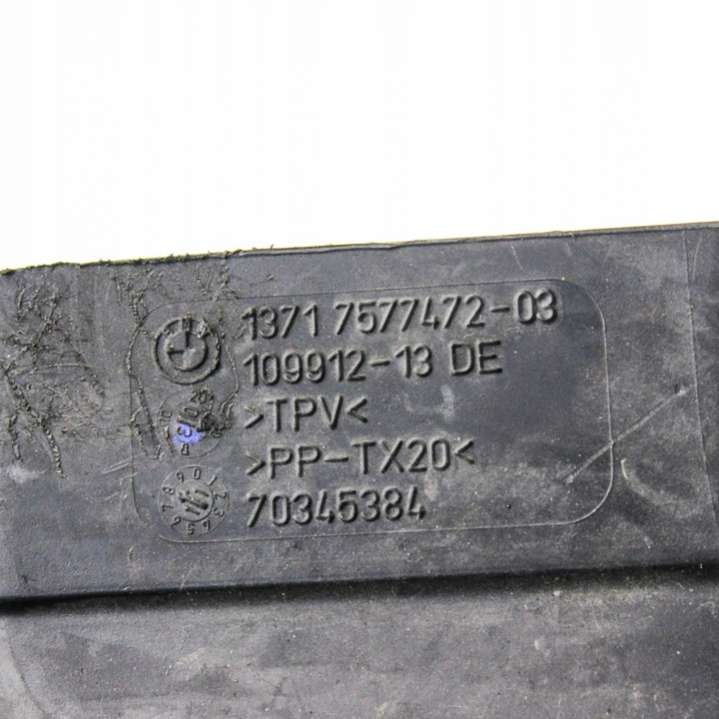 1371 7577472-03
109912-13 DE
>TPV<
>PP-TX20<
70345384